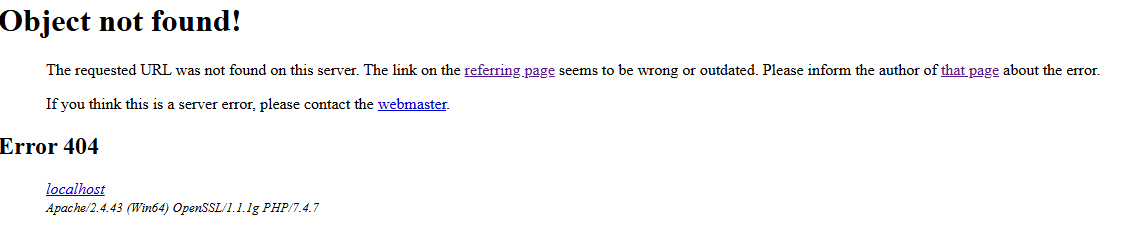 Object not found!
The requested URL was not found on this server. The link on the referring page seems to be wrong or outdated. Please inform the author of that page about the error.
If you think this is a server error, please contact the webmaster.
Error 404
localhost
Apache/2.4.43 (Win64) OpenSSL/1.1.1g PHP/7.4.7